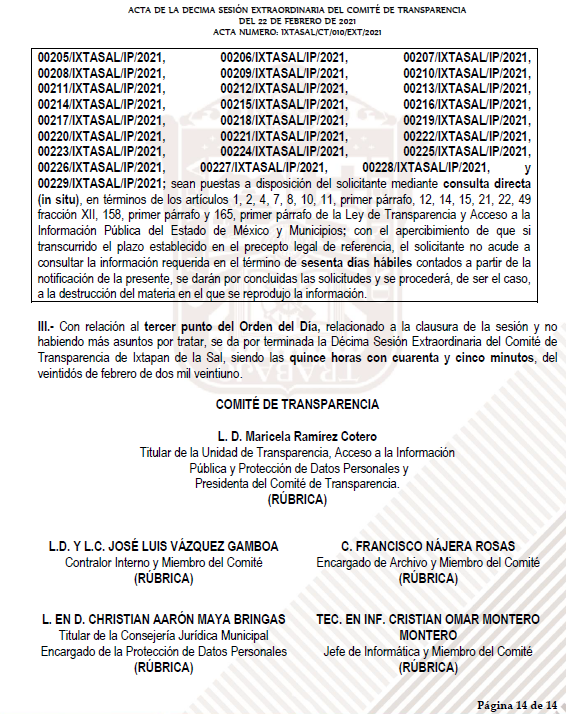 ACTA DE LA DECIMA SESIÓN EXTRAORDINARIA DEL COMITÉ DE TRANSPARENCIA
DEL 22 DE FEBRERO DE 2021
ACTA NUMERO: IXTASAL/CT/010/EXT/2021
00205/IXTASAL/IP/2021, 00206/IXTASAL/IP/2021, 00207/IXTASAL/IP/2021,
00208/IXTASAL/IP/2021, 00209/IXTASAL/IP/2021, 00210/IXTASAL/IP/2021,
00211/IXTASAL/IP/2021, 00212/IXTASAL/IP/2021, 00213/IXTASAL/IP/2021,
00214/IXTASAL/IP/2021, 00215/IXTASAL/IP/2021, 00216/IXTASAL/IP/2021,
00217/IXTASAL/IP/2021, 00218/IXTASAL/IP/2021, 00219/IXTASAL/IP/2021,
00220/IXTASAL/IP/2021, 00221/IXTASAL/IP/2021, 00222/IXTASAL/IP/2021,
00223/IXTASAL/IP/2021, 00224/IXTASAL/IP/2021, 00225/IXTASAL/IP/2021,
00226/IXTASAL/IP/2021, 00227/IXTASAL/IP/2021, 00228/IXTASAL/IP/2021, y
00229/IXTASAL/IP/2021; sean puestas a disposición del solicitante mediante consulta directa
(in situ), en términos de los artículos 1, 2, 4, 7, 8, 10, 11, primer párrafo, 12, 14, 15, 21, 22, 49
fracción XII, 158, primer párrafo y 165, primer párrafo de la Ley de Transparencia y Acceso a la
Información Pública del Estado de México y Municipios; con el apercibimiento de que si
transcurrido el plazo establecido en el precepto legal de referencia, el solicitante no acude a
consultar la información requerida en el término de sesenta días hábiles contados a partir de la
notificación de la presente, se darán por concluidas las solicitudes y se procederá, de ser el caso,
a la destrucción del materia en el que se reprodujo la información.
III.- Con relación al tercer punto del Orden del Día, relacionado a la clausura de la sesión y no
habiendo más asuntos por tratar, se da por terminada la Décima Sesión Extraordinaria del Comité de
Transparencia de Ixtapan de la Sal, siendo las quince horas con cuarenta y cinco minutos, del
veintidós de febrero de dos mil veintiuno.
COMITÉ DE TRANSPARENCIA
L. D. Maricela Ramírez Cotero
Titular de la Unidad de Transparencia, Acceso a la Información
Pública y Protección de Datos Personales y
Presidenta del Comité de Transparencia.
(RÚBRICA)
L.D. Y L.C. JOSÉ LUIS VÁZQUEZ GAMBOA
Contralor Interno y Miembro del Comité
(RÚBRICA)
C. FRANCISCO NÁJERA ROSAS
Encargado de Archivo y Miembro del Comité
(RÚBRICA)
L. EN D. CHRISTIAN AARÓN MAYA BRINGAS
Titular de la Consejería Jurídica Municipal
Encargado de la Protección de Datos Personales
(RÚBRICA)
TEC. EN INF. CRISTIAN OMAR MONTERO
MONTERO
Jefe de Informática y Miembro del Comité
(RÚBRICA)
Página 14 de 14